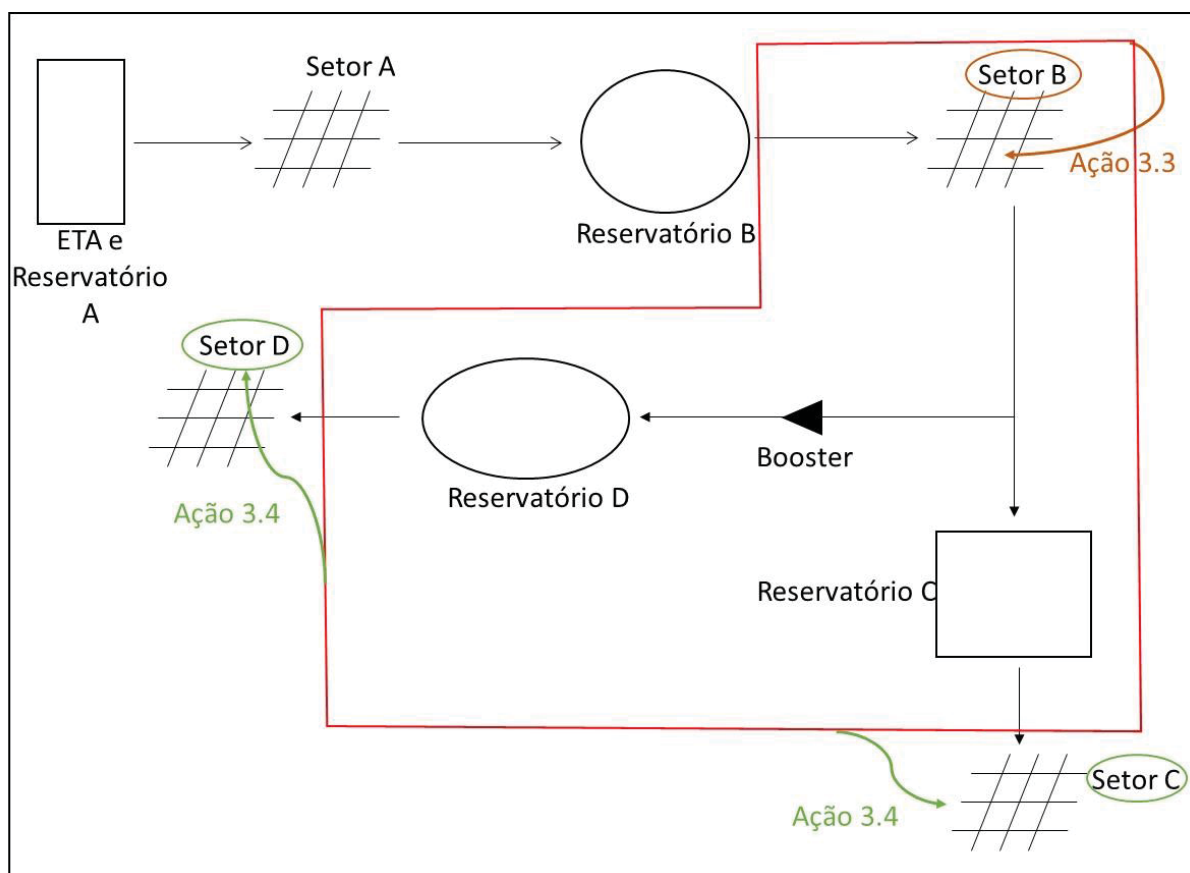 Setor A
Setor B
Ação 3.3
ETA e
Reservatório
A
Reservatório B
Setor D
Booster
Reservatório D
Ação 3.4
Reservatório C
Setor C
Ação 3.4